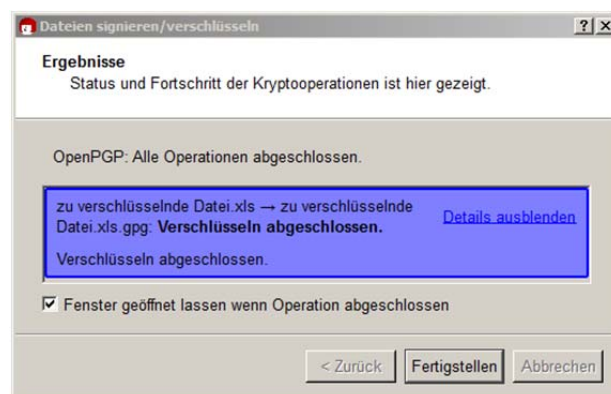 Dateien signieren/verschlüsseln
Ergebnisse
Status und Fortschritt der Kryptooperationen ist hier gezeigt.
OpenPGP: Alle Operationen abgeschlossen.
zu verschlüsselnde Datei.xls → zu verschlüsselnde
Datei.xls.gpg: Verschlüsseln abgeschlossen.
Details ausblenden
Verschlüsseln abgeschlossen.
Fenster geöffnet lassen wenn Operation abgeschlossen
< Zurück Fertigstellen Abbrechen